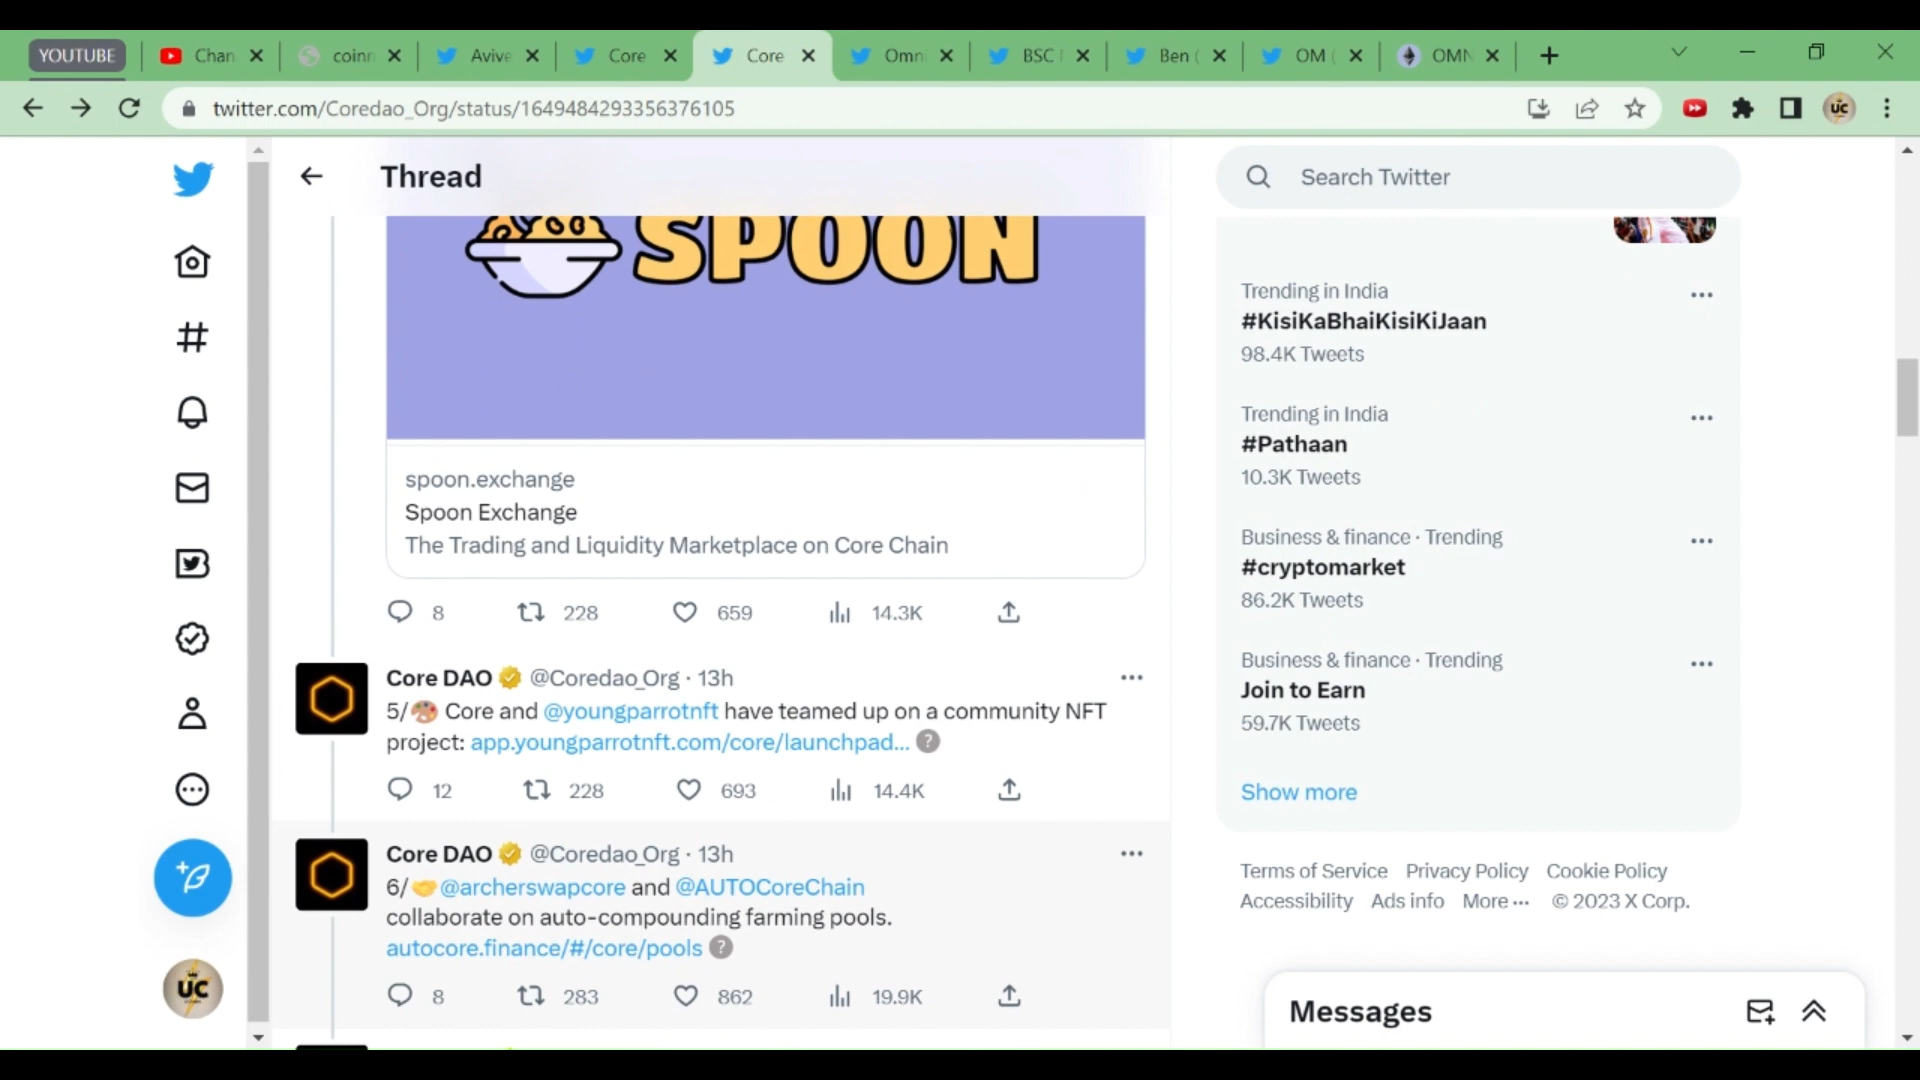 YOUTUBE
Chan
coinr
Avive
Core
Core
Omni
BSC
Ben (
OM (
OMN
twitter.com/Coredao_Org/status/1649484293356376105
UC
Thread
Search Twitter
SPOON
spoon.exchange
Spoon Exchange
The Trading and Liquidity Marketplace on Core Chain
8 228 659 14.3K
Core DAO @Coredao_Org · 13h
5/🎨 Core and @youngparrotnft have teamed up on a community NFT
project: app.youngparrotnft.com/core/launchpad... ?
12 228 693 14.4K
Core DAO @Coredao_Org · 13h
6/🤝@archerswapcore and @AUTOCoreChain
collaborate on auto-compounding farming pools.
autocore.finance/#/core/pools ?
8 283 862 19.9K
UC
Trending in India
#KisiKaBhaiKisiKiJaan
98.4K Tweets
Trending in India
#Pathaan
10.3K Tweets
Business & finance · Trending
#cryptomarket
86.2K Tweets
Business & finance · Trending
Join to Earn
59.7K Tweets
Show more
Terms of Service Privacy Policy Cookie Policy
Accessibility Ads info More ··· © 2023 X Corp.
Messages